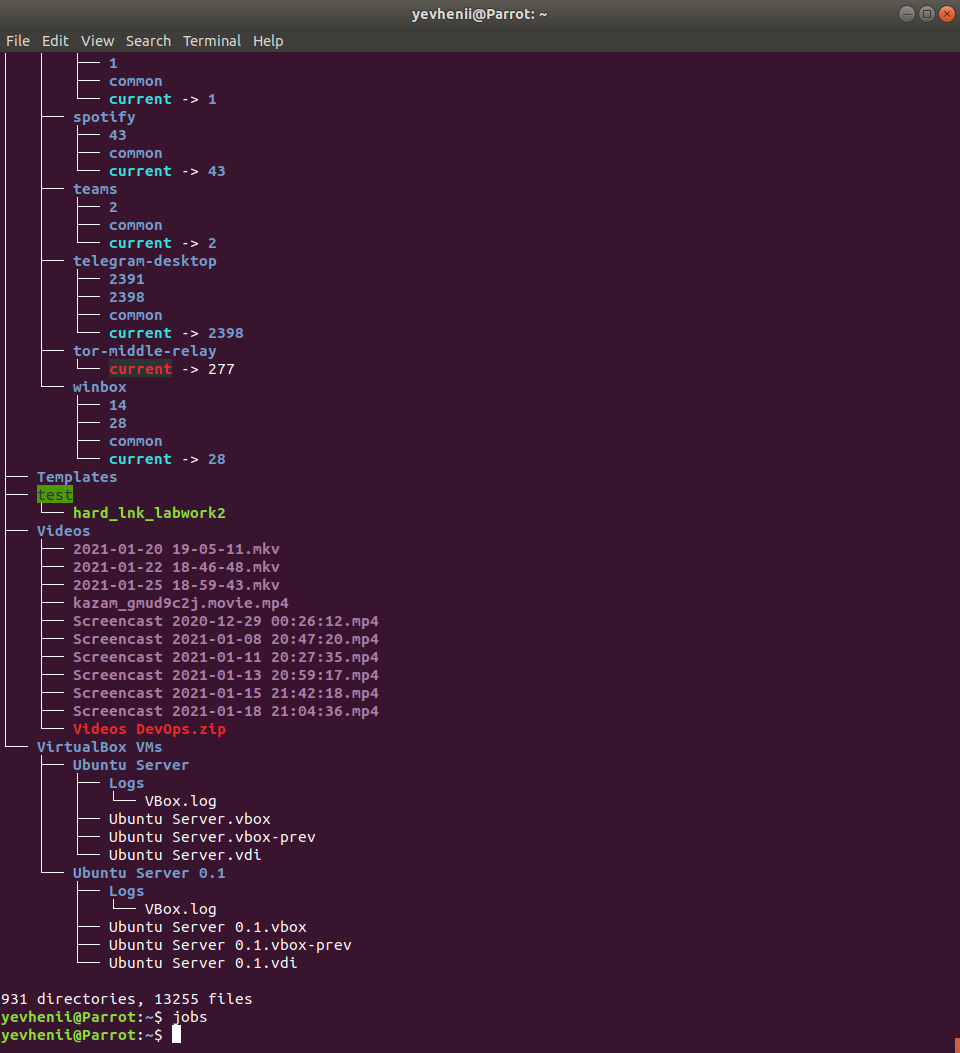 yevhenii@Parrot: ~
File Edit View Search Terminal Help
│   │   ├── 1
│   │   ├── common
│   │   └── current -> 1
│   ├── spotify
│   │   ├── 43
│   │   ├── common
│   │   └── current -> 43
│   ├── teams
│   │   ├── 2
│   │   ├── common
│   │   └── current -> 2
│   ├── telegram-desktop
│   │   ├── 2391
│   │   ├── 2398
│   │   ├── common
│   │   └── current -> 2398
│   ├── tor-middle-relay
│   │   └── current -> 277
│   └── winbox
│       ├── 14
│       ├── 28
│       ├── common
│       └── current -> 28
├── Templates
├── test
│   └── hard_lnk_labwork2
├── Videos
│   ├── 2021-01-20 19-05-11.mkv
│   ├── 2021-01-22 18-46-48.mkv
│   ├── 2021-01-25 18-59-43.mkv
│   ├── kazam_gmud9c2j.movie.mp4
│   ├── Screencast 2020-12-29 00:26:12.mp4
│   ├── Screencast 2021-01-08 20:47:20.mp4
│   ├── Screencast 2021-01-11 20:27:35.mp4
│   ├── Screencast 2021-01-13 20:59:17.mp4
│   ├── Screencast 2021-01-15 21:42:18.mp4
│   ├── Screencast 2021-01-18 21:04:36.mp4
│   └── Videos DevOps.zip
└── VirtualBox VMs
    ├── Ubuntu Server
    │   ├── Logs
    │   │   └── VBox.log
    │   ├── Ubuntu Server.vbox
    │   ├── Ubuntu Server.vbox-prev
    │   └── Ubuntu Server.vdi
    └── Ubuntu Server 0.1
        ├── Logs
        │   └── VBox.log
        ├── Ubuntu Server 0.1.vbox
        ├── Ubuntu Server 0.1.vbox-prev
        └── Ubuntu Server 0.1.vdi

931 directories, 13255 files
yevhenii@Parrot:~$ jobs
yevhenii@Parrot:~$